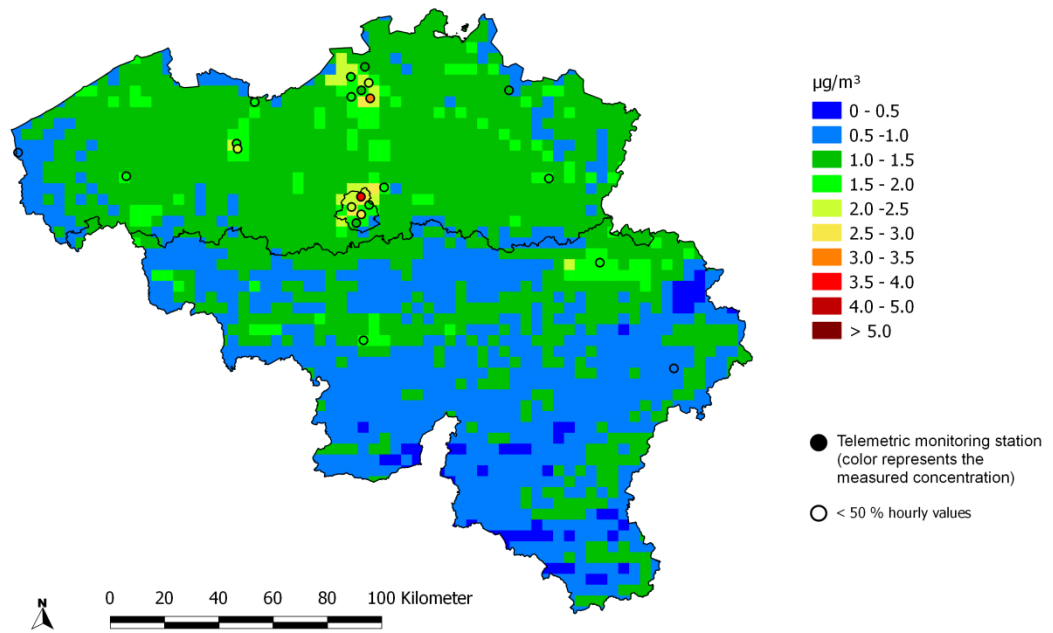 µg/m³
0 - 0.5
0.5 -1.0
1.0 - 1.5
1.5 - 2.0
2.0 -2.5
2.5 - 3.0
3.0 - 3.5
3.5 - 4.0
4.0 - 5.0
> 5.0
Telemetric monitoring station
(color represents the
measured concentration)
< 50 % hourly values
N
0 20 40 60 80 100 Kilometer